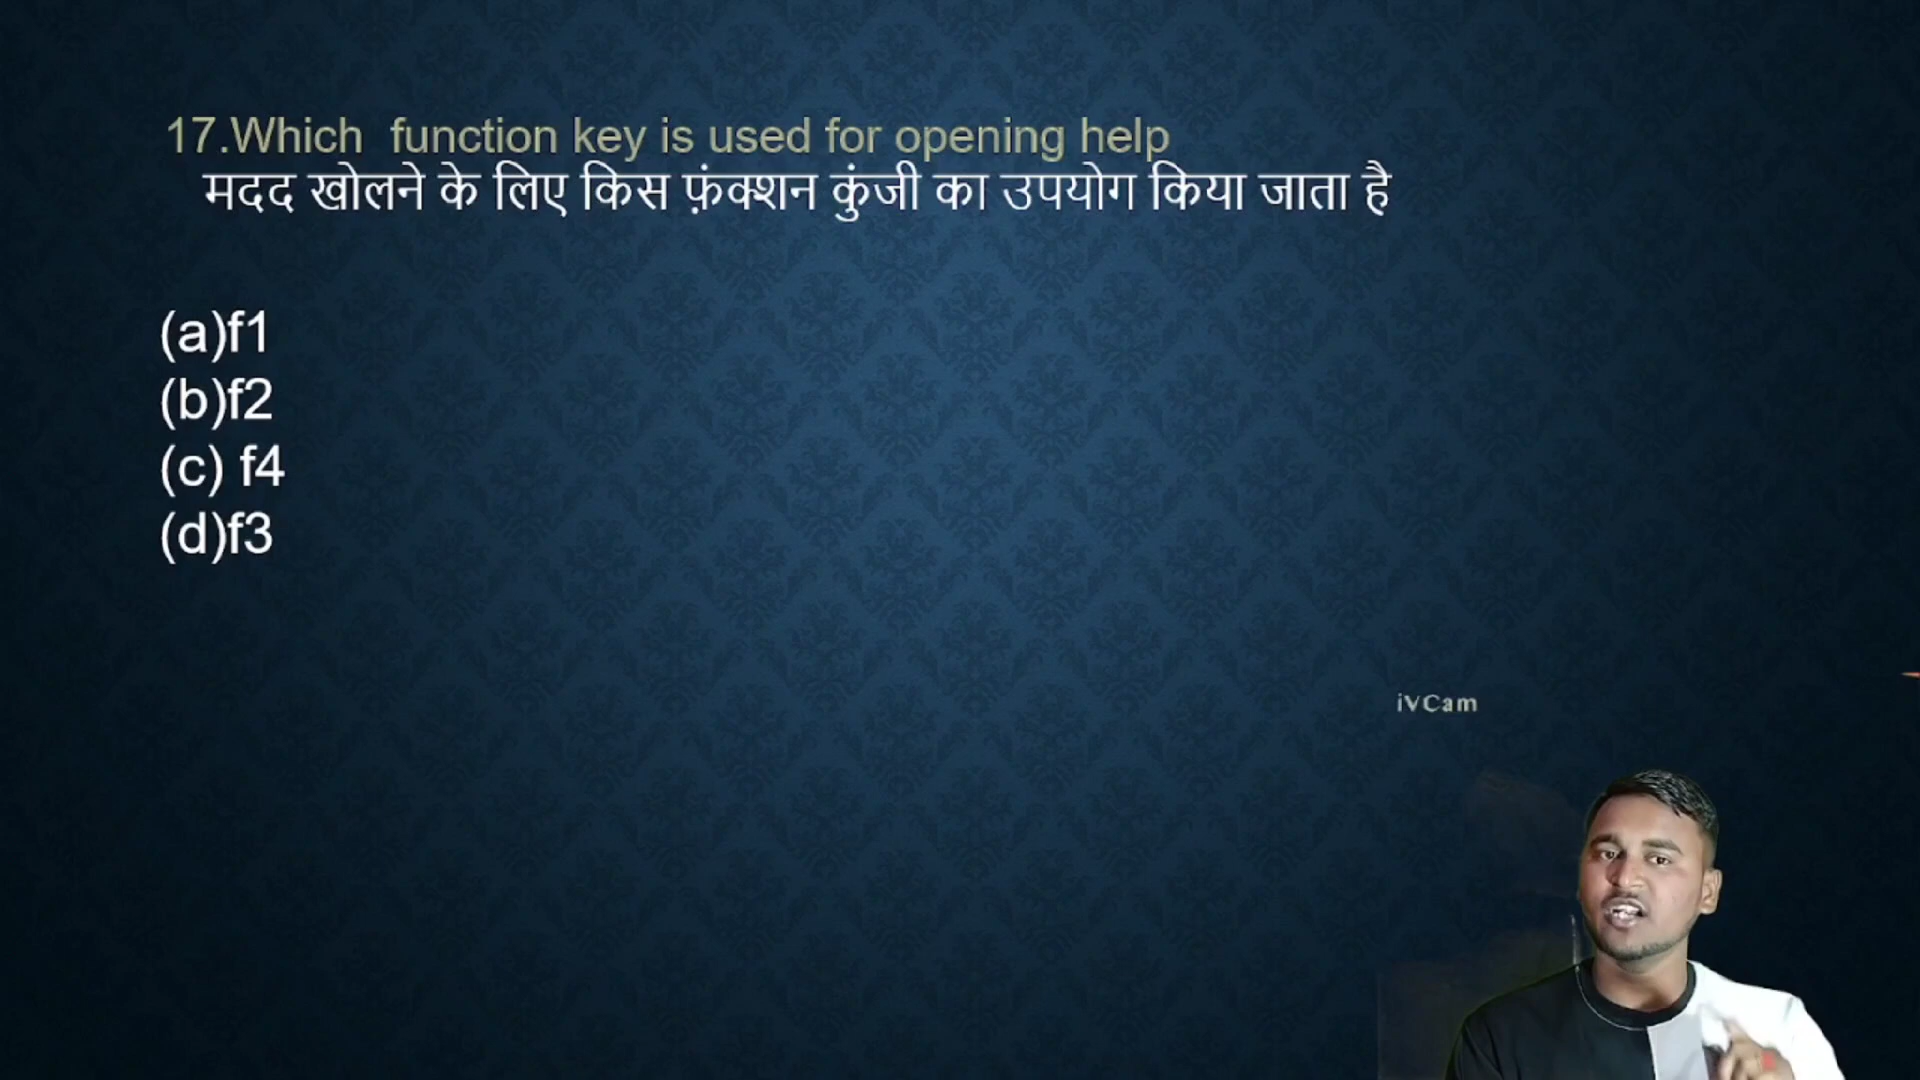 17.Which  function key is used for opening help
मदद खोलने के लिए किस फ़ंक्शन कुंजी का उपयोग किया जाता है
(a)f1
(b)f2
(c) f4
(d)f3
iVCam